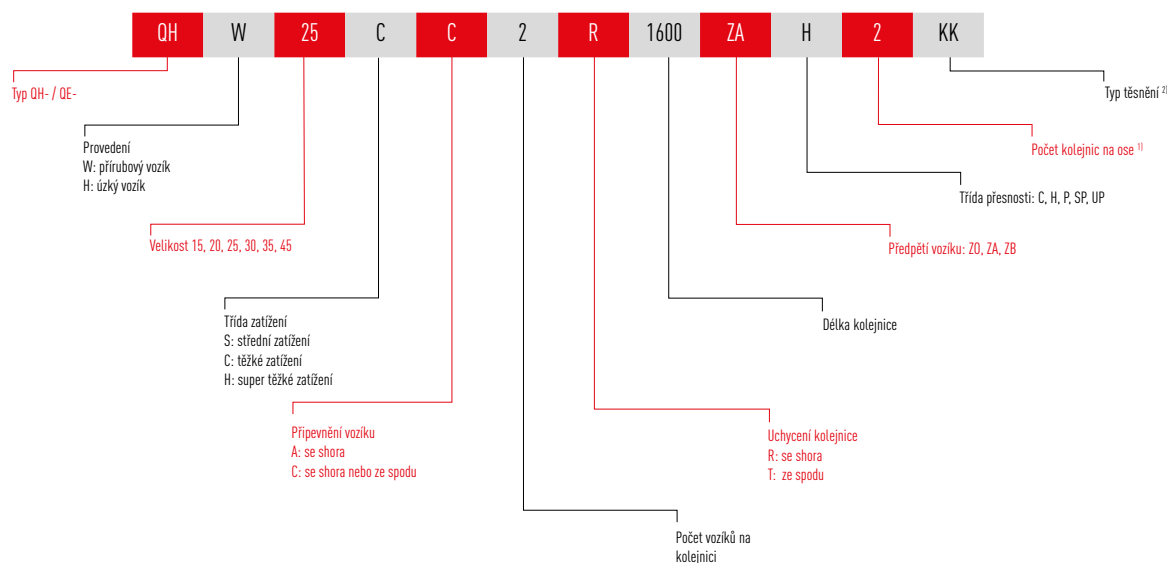 QH W 25 C C 2 R 1600 ZA H 2 KK
Typ QH- / QE-
Typ těsnění ²⁾
Provedení
W: přírubový vozík
H: úzký vozík
Počet kolejnic na ose ¹⁾
Třída přesnosti: C, H, P, SP, UP
Velikost 15, 20, 25, 30, 35, 45
Předpětí vozíku: Z0, ZA, ZB
Třída zatížení
S: střední zatížení
C: těžké zatížení
H: super těžké zatížení
Délka kolejnice
Připevnění vozíku
A: se shora
C: se shora nebo ze spodu
Uchycení kolejnice
R: se shora
T: ze spodu
Počet vozíků na
kolejnici